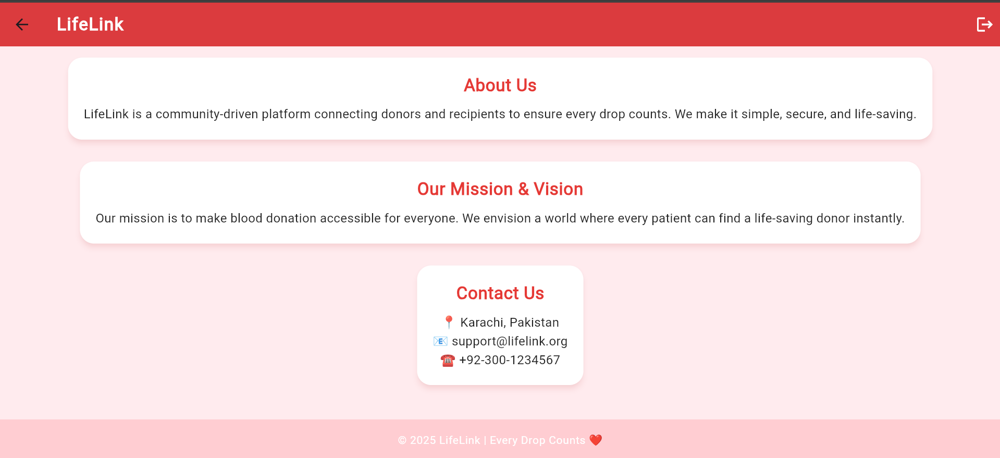 LifeLink
About Us
LifeLink is a community-driven platform connecting donors and recipients to ensure every drop counts. We make it simple, secure, and life-saving.
Our Mission & Vision
Our mission is to make blood donation accessible for everyone. We envision a world where every patient can find a life-saving donor instantly.
Contact Us
📍 Karachi, Pakistan
📧 support@lifelink.org
☎️ +92-300-1234567
© 2025 LifeLink | Every Drop Counts ❤️